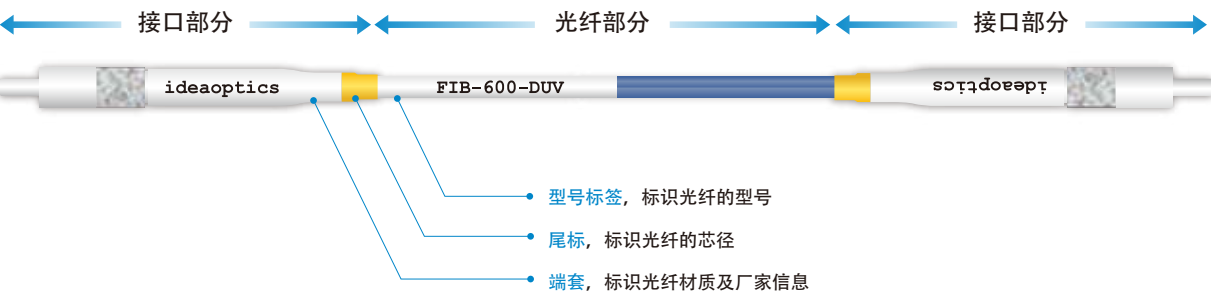 接口部分
光纤部分
接口部分
ideaoptics
FIB-600-DUV
ideaoptics
型号标签，标识光纤的型号
尾标，标识光纤的芯径
端套，标识光纤材质及厂家信息